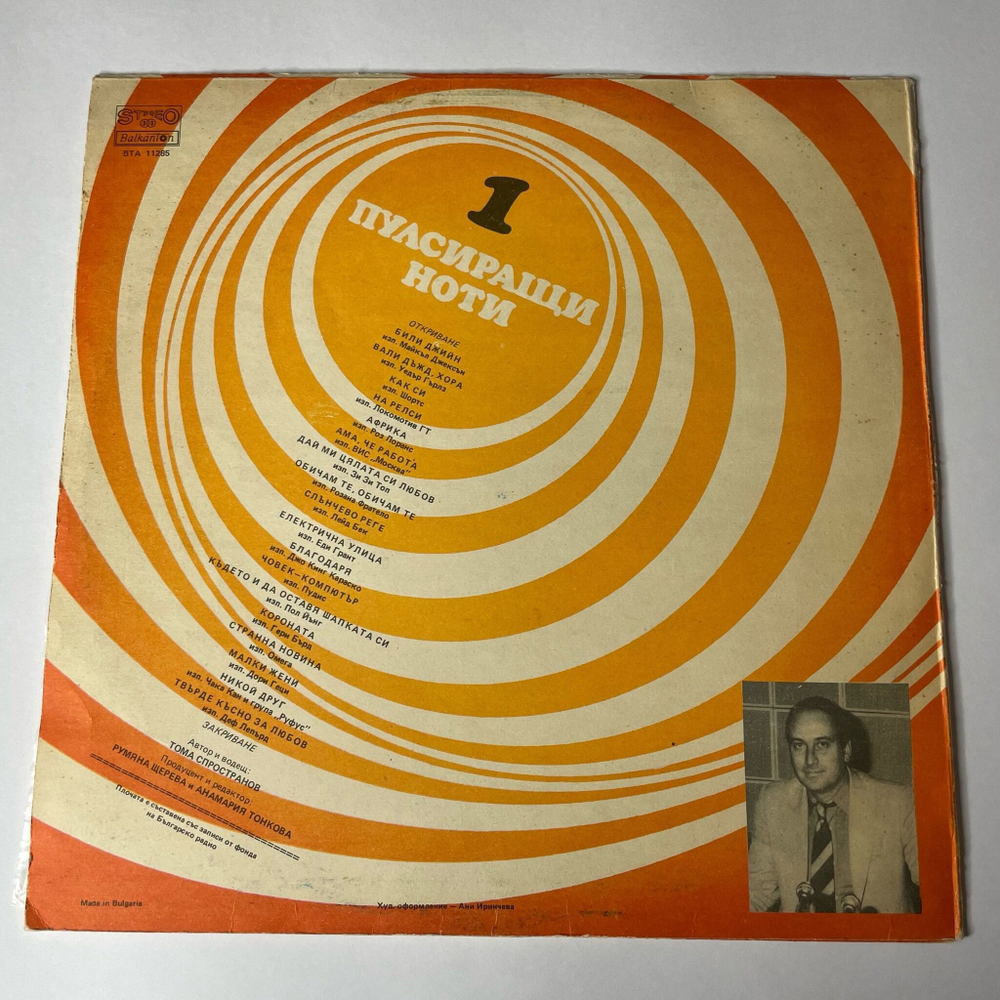 STEREO
33
Balkanton
BTA 11285
1
ПУЛСИРАЩИ
НОТИ
ОТКРИВАНЕ
БИЛИ ДЖИЙН
изп. Майкъл Джексън
ВАЛИ ДЪЖД, ХОРА
изп. Уедър Гърлз
КАК СИ
изп. Шортс
НА РЕЛСИ
изп. Локомотив ГТ
АФРИКА
изп. Роз Лоранс
АМА, ЧЕ РАБОТА
изп. ВИС „Москва"
ДАЙ МИ ЦЯЛАТА СИ ЛЮБОВ
изп. Зи Зи Топ
ОБИЧАМ ТЕ, ОБИЧАМ ТЕ
изп. Розана Фратело
СЛЪНЧЕВО РЕГЕ
изп. Лейд Бек
ЕЛЕКТРИЧНА УЛИЦА
изп. Еди Грант
БЛАГОДАРЯ
изп. Джо Кинг Караско
ЧОВЕК–КОМПЮТЪР
изп. Пудис
КЪДЕТО И ДА ОСТАВЯ ШАПКАТА СИ
изп. Пол Йънг
КОРОНАТА
изп. Гери Бърд
СТРАННА НОВИНА
изп. Омега
МАЛКИ ЖЕНИ
изп. Дори Геци
НИКОЙ ДРУГ
изп. Чака Кан и група „Руфус"
ТВЪРДЕ КЪСНО ЗА ЛЮБОВ
изп. Деф Лепърд
ЗАКРИВАНЕ
Автор и водещ:
ТОМА СПРОСТРАНОВ
Продуцент и редактор:
РУМЯНА ЩЕРЕВА и АНАМАРИЯ ТОНКОВА
Плочата е съставена със записи от фонда
на Българско радио
Made in Bulgaria
Худ. оформление – Ани Иринчева